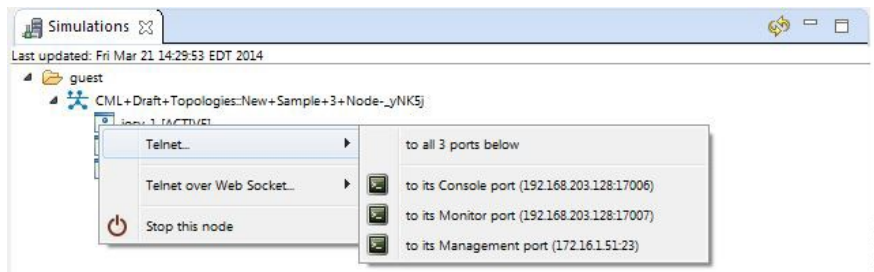 Simulations
Last updated: Fri Mar 21 14:29:53 EDT 2014
guest
CML+Draft+Topologies::New+Sample+3+Node-_yNK5j
iosv-1 [ACTIVE]
Telnet...
to all 3 ports below
Telnet over Web Socket...
to its Console port (192.168.203.128:17006)
to its Monitor port (192.168.203.128:17007)
Stop this node
to its Management port (172.16.1.51:23)